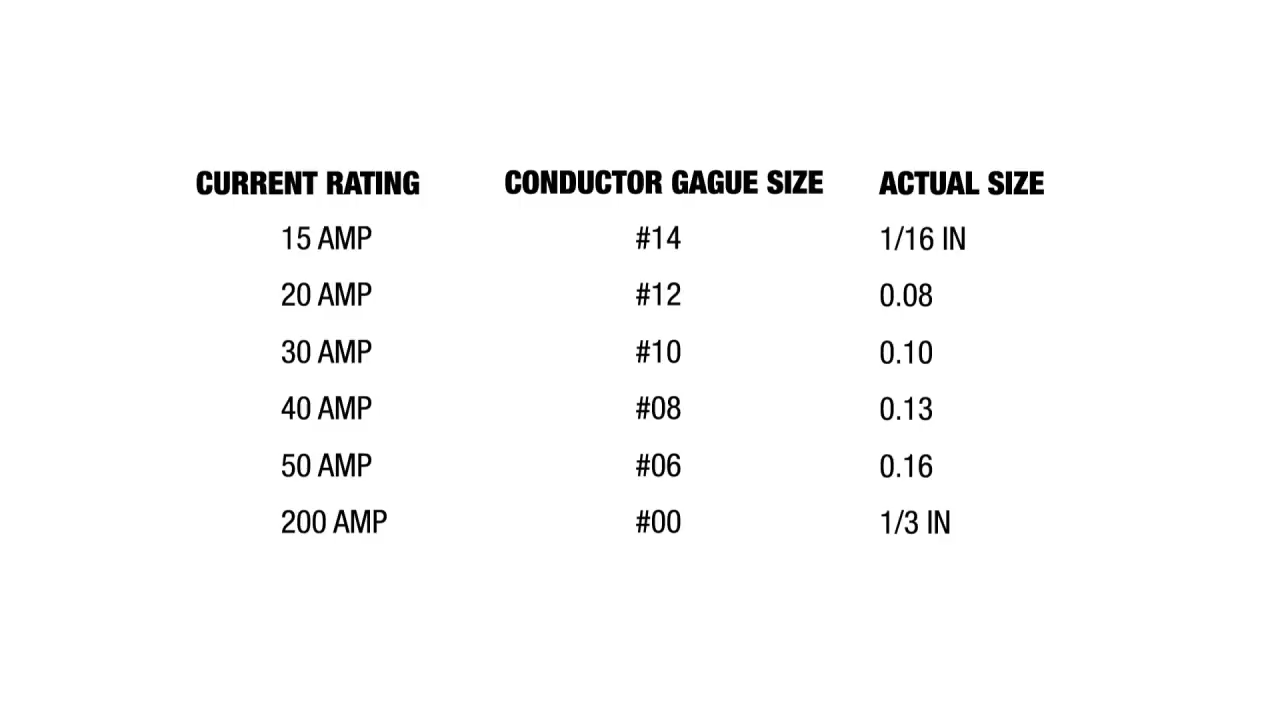 CURRENT RATING CONDUCTOR GAGUE SIZE ACTUAL SIZE
15 AMP #14 1/16 IN
20 AMP #12 0.08
30 AMP #10 0.10
40 AMP #08 0.13
50 AMP #06 0.16
200 AMP #00 1/3 IN